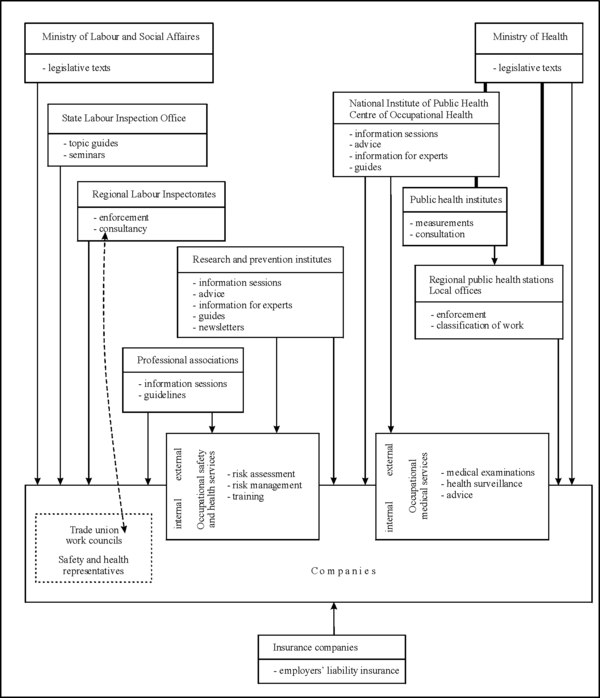 Ministry of Labour and Social Affaires
- legislative texts
Ministry of Health
- legislative texts
State Labour Inspection Office
- topic guides
- seminars
National Institute of Public Health
Centre of Occupational Health
- information sessions
- advice
- information for experts
- guides
Regional Labour Inspectorates
- enforcement
- consultancy
Public health institutes
- measurements
- consultation
Research and prevention institutes
- information sessions
- advice
- information for experts
- guides
- newsletters
Regional public health stations
Local offices
- enforcement
- classification of work
Professional associations
- information sessions
- guidelines
internal external
Occupational safety
and health services
- risk assessment
- risk management
- training
internal external
Occupational
medical services
- medical examinations
- health surveillance
- advice
Trade union
work councils
Safety and health
representatives
Companies
Insurance companies
- employers' liability insurance